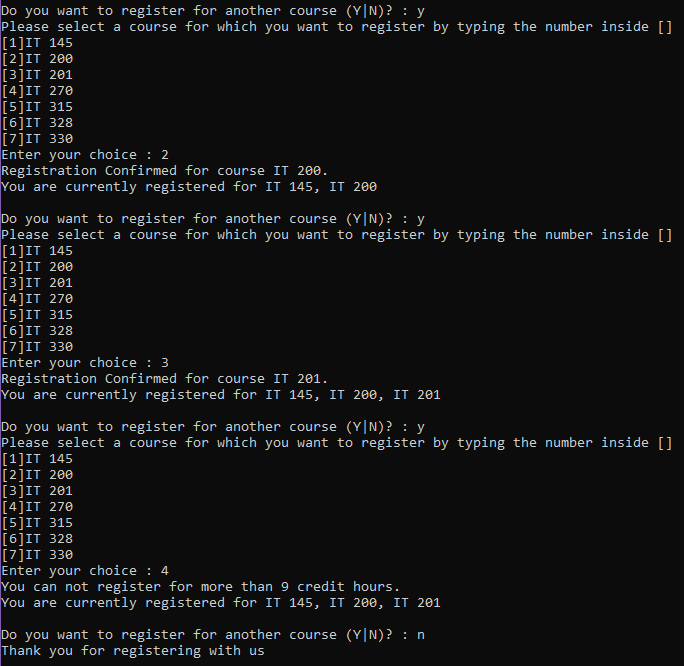 Do you want to register for another course (Y|N)? : y
Please select a course for which you want to register by typing the number inside []
[1]IT 145
[2]IT 200
[3]IT 201
[4]IT 270
[5]IT 315
[6]IT 328
[7]IT 330
Enter your choice : 2
Registration Confirmed for course IT 200.
You are currently registered for IT 145, IT 200

Do you want to register for another course (Y|N)? : y
Please select a course for which you want to register by typing the number inside []
[1]IT 145
[2]IT 200
[3]IT 201
[4]IT 270
[5]IT 315
[6]IT 328
[7]IT 330
Enter your choice : 3
Registration Confirmed for course IT 201.
You are currently registered for IT 145, IT 200, IT 201

Do you want to register for another course (Y|N)? : y
Please select a course for which you want to register by typing the number inside []
[1]IT 145
[2]IT 200
[3]IT 201
[4]IT 270
[5]IT 315
[6]IT 328
[7]IT 330
Enter your choice : 4
You can not register for more than 9 credit hours.
You are currently registered for IT 145, IT 200, IT 201

Do you want to register for another course (Y|N)? : n
Thank you for registering with us